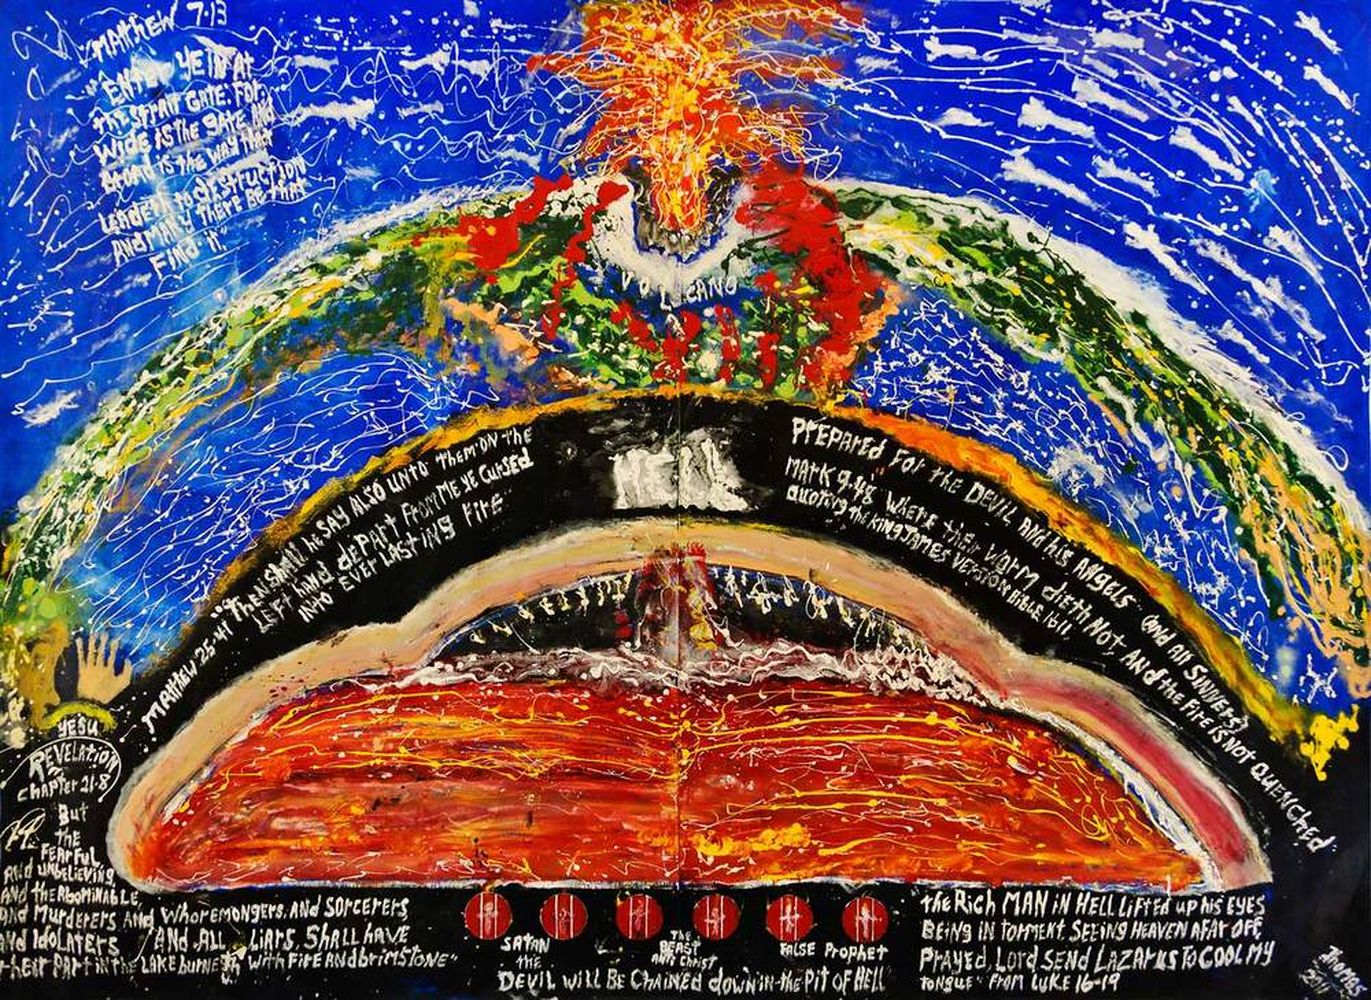 MATTHEW 7-13
"ENTER YE IN AT
the STRAIT GATE: FOR
WIDE is the GATE, And
broad is the WAY THAT
LEADETH TO dESTRUCTION
AND MANY THERE BE THAT
FIND it"
VOLCANO
HELL
MATTHEW 25-41 "Then SHALL he SAY ALSO UNTO THEM ON THE
LEFT hand dEPART FROM ME YE CURSED
INTO EVERLASTING FIRE
PREPARED FOR the DEVIL ANd his ANGELS" (and All SINNERS)
MARK 9.48 Where their WORM dieth Not. ANd the FIRE is NOT QUENCHED
Quoting the KING JAMES VERSION BIBLE 1611.
YESU
REVELATION
Chapter 21-8
But
the
FEARFUL
ANd UNBELIEVING
ANd the AbOMINABLE,
and MurdERERS ANd WhOREMONGERS, ANd SORCERERS
ANd IdOLATERS ANd ALL LIARS, SHALL HAVE
their PART iN the LAKE burneth With FIRE ANd brimSTONE"
SATAN
the
THE
BEAST
ANTI CHRIST
FALSE PROPHET
DEVIL will BE Chained down in the PIT OF HELL
the Rich MAN iN HELL LiFTEd up his EYES
BEING iN TORMENT, SEEING HEAVEN AFAR OFF,
PRAYED, LORd SENd LAZARUS TO COOL MY
TONGUE" FROM LUKE 16-19
THOMAS
2011